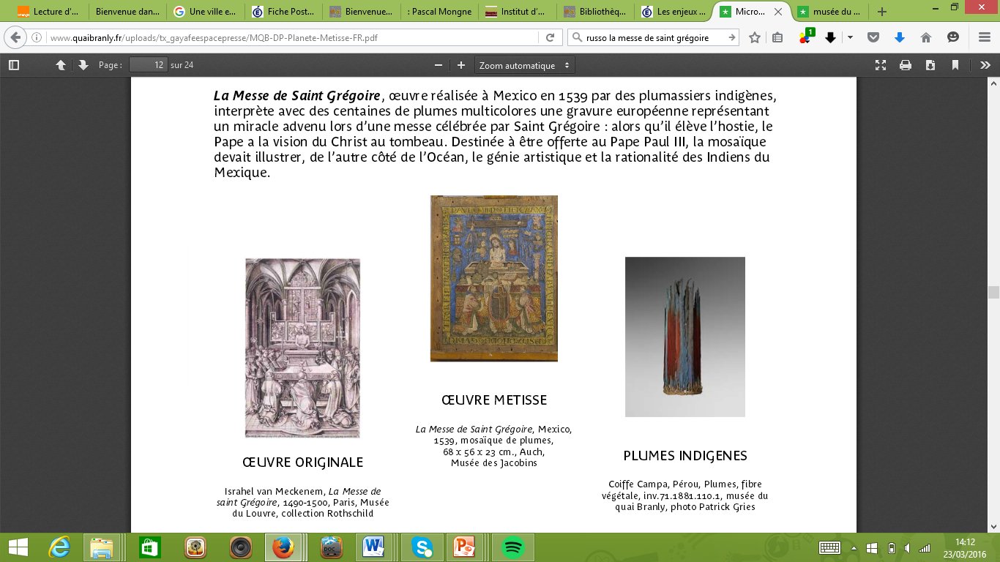 Lecture d'...
Bienvenue dan...
Une ville e...
Fiche Post...
Bienvenue...
: Pascal Mongne
Institut d'...
Bibliothèq...
Les enjeux ...
Micro...
musée du ...
www.quaibranly.fr/uploads/tx_gayafeespacepresse/MQB-DP-Planete-Metisse-FR.pdf
russo la messe de saint grégoire
1
Page :
12
sur 24
Zoom automatique
La Messe de Saint Grégoire, œuvre réalisée à Mexico en 1539 par des plumassiers indigènes,
interprète avec des centaines de plumes multicolores une gravure européenne représentant
un miracle advenu lors d'une messe célébrée par Saint Grégoire : alors qu'il élève l'hostie, le
Pape a la vision du Christ au tombeau. Destinée à être offerte au Pape Paul III, la mosaïque
devait illustrer, de l'autre côté de l'Océan, le génie artistique et la rationalité des Indiens du
Mexique.
ŒUVRE ORIGINALE
Israhel van Meckenem, La Messe de
saint Grégoire, 1490-1500, Paris, Musée
du Louvre, collection Rothschild
ŒUVRE METISSE
La Messe de Saint Grégoire, Mexico,
1539, mosaïque de plumes,
68 x 56 x 23 cm., Auch,
Musée des Jacobins
PLUMES INDIGENES
Coiffe Campa, Pérou, Plumes, fibre
végétale, inv.71.1881.110.1, musée du
quai Branly, photo Patrick Gries
DOC
14:12
23/03/2016